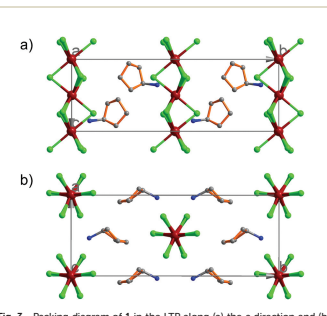 a)
a
b
c
b)
a
b
Fig. 3 Packing diagram of 1 in the LTP along (a) the c-direction and (b)